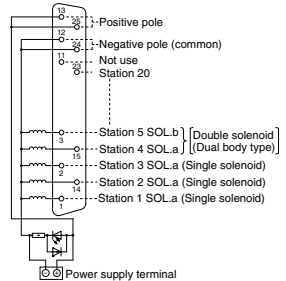 13
25 Positive pole
12
24 Negative pole (common)
11 Not use
23 Station 20
3 Station 5 SOL.b
15 Station 4 SOL.a
Double solenoid
(Dual body type)
2 Station 3 SOL.a (Single solenoid)
14 Station 2 SOL.a (Single solenoid)
1 Station 1 SOL.a (Single solenoid)
⊖ ⊕ Power supply terminal